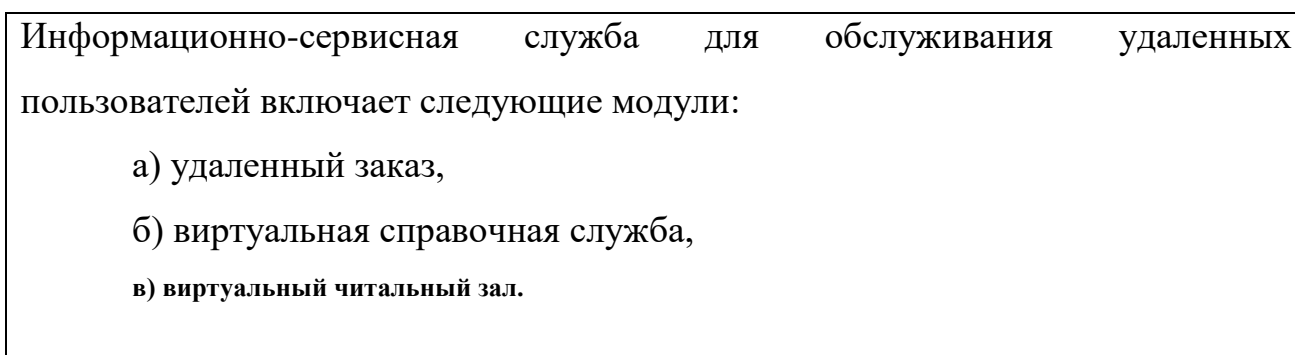 Информационно-сервисная служба для обслуживания удаленных
пользователей включает следующие модули:
а) удаленный заказ,
б) виртуальная справочная служба,
в) виртуальный читальный зал.